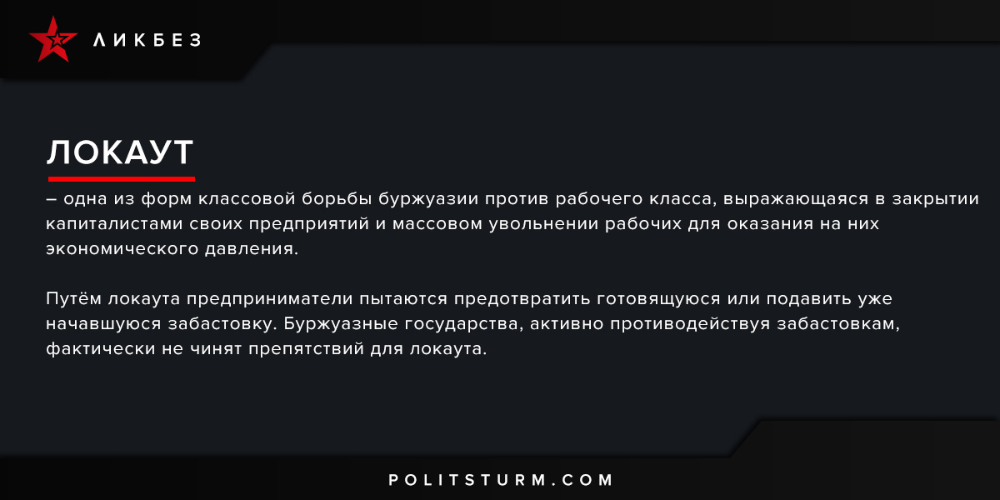 ЛИКБЕЗ
ЛОКАУТ
– одна из форм классовой борьбы буржуазии против рабочего класса, выражающаяся в закрытии
капиталистами своих предприятий и массовом увольнении рабочих для оказания на них
экономического давления.
Путём локаута предприниматели пытаются предотвратить готовящуюся или подавить уже
начавшуюся забастовку. Буржуазные государства, активно противодействуя забастовкам,
фактически не чинят препятствий для локаута.
POLITSTURM.COM